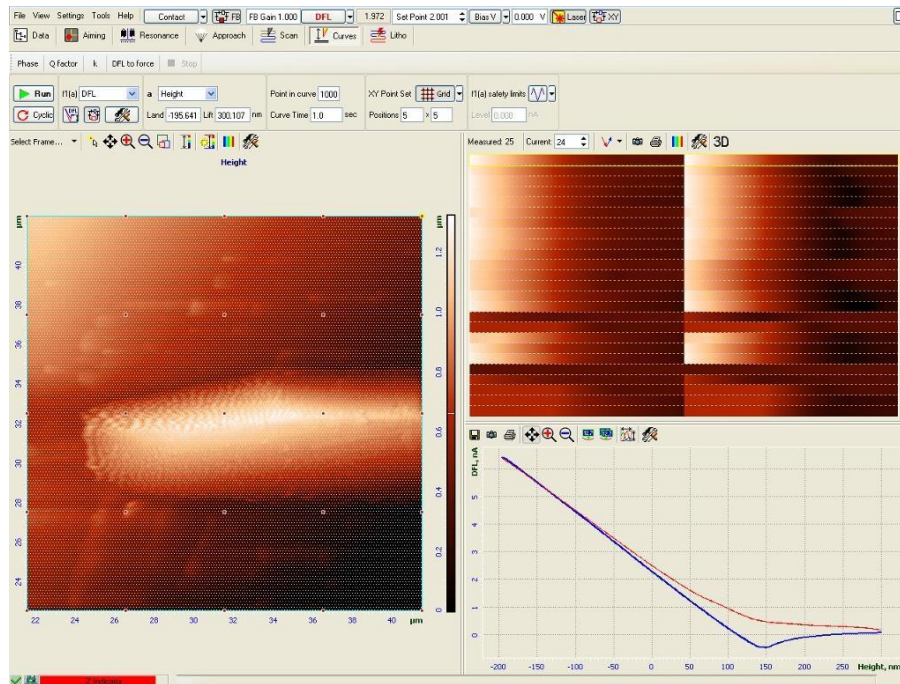 File View Settings Tools Help Contact FB FB Gain 1.000 DFL 1.972 Set Point 2.001 Bias V 0.000 V Laser XY
Data Aiming Resonance Approach Scan Curves Litho
Phase Q factor k DFL to force Stop
Run f1(a) DFL a Height Point in curve 1000 XY Point Set Grid f1(a) safety limits
Cyclic Land -195.641 Lift 300.107 nm Curve Time 1.0 sec Positions 5 x 5 Level 0.000 nA
Select Frame... Measured: 25 Current: 24 3D
Height
µm
40
38
36
34
32
30
28
26
24
22 24 26 28 30 32 34 36 38 40 µm
µm
1.2
1.0
0.8
0.6
0.4
0.2
0
DFL, nA
5
4
3
2
1
0
-200 -150 -100 -50 0 50 100 150 200 250 Height, nm